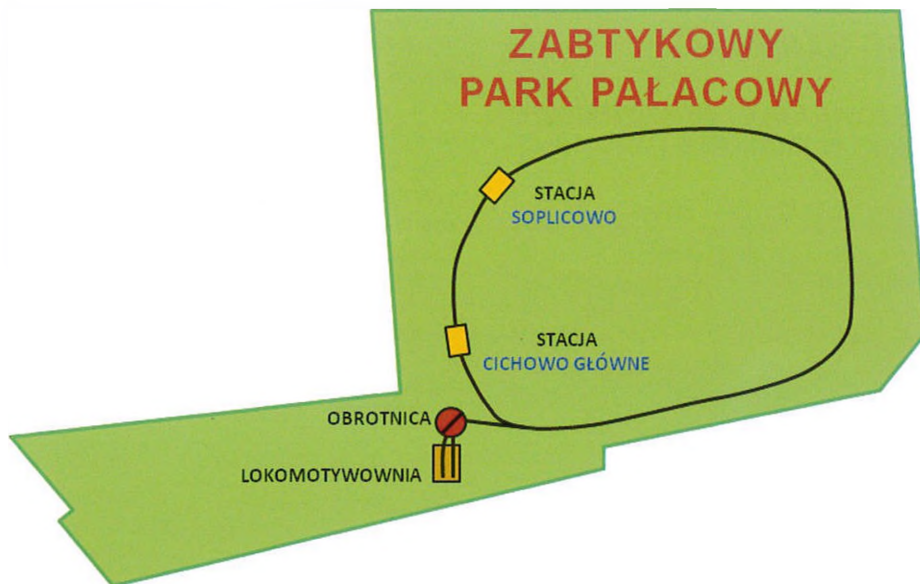 ZABTYKOWY
PARK PAŁACOWY
STACJA
SOPLICOWO
STACJA
CICHOWO GŁÓWNE
OBROTNICA
LOKOMOTYWOWNIA